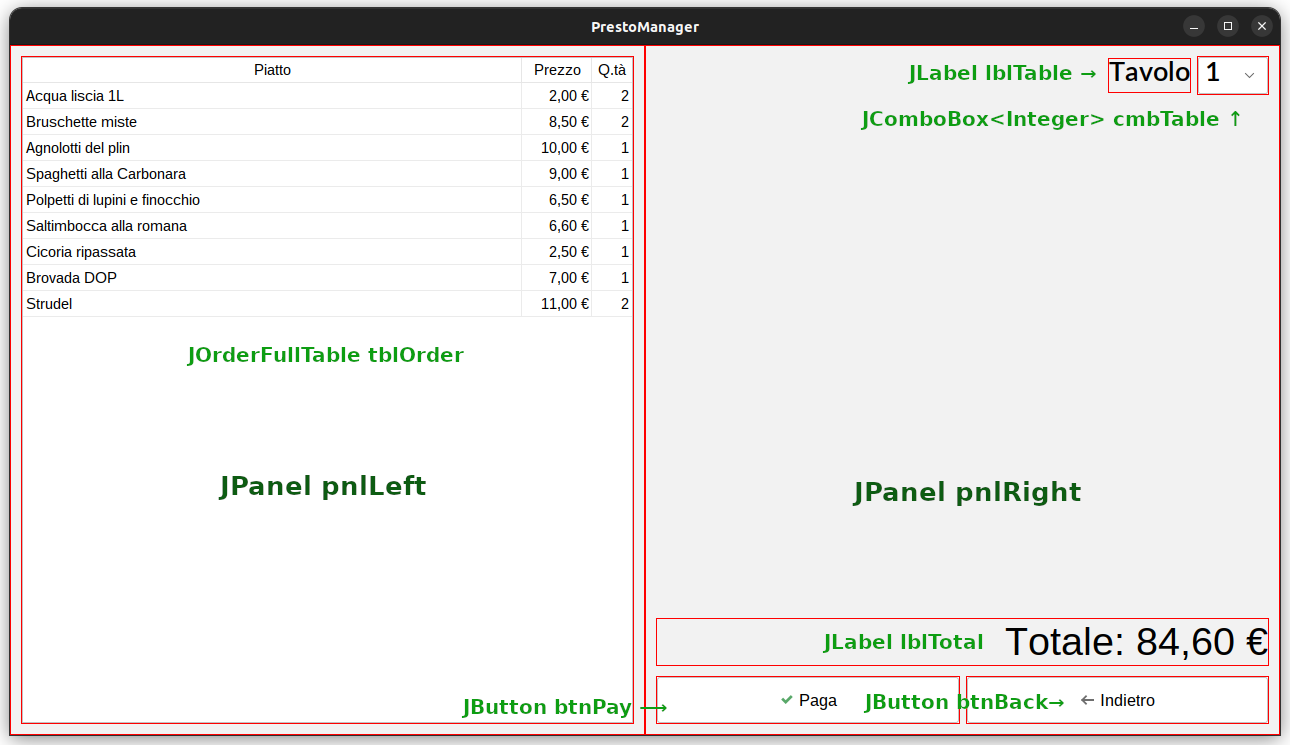 PrestoManager
Piatto Prezzo Q.tà
Acqua liscia 1L 2,00 € 2
Bruschette miste 8,50 € 2
Agnolotti del plin 10,00 € 1
Spaghetti alla Carbonara 9,00 € 1
Polpetti di lupini e finocchio 6,50 € 1
Saltimbocca alla romana 6,60 € 1
Cicoria ripassata 2,50 € 1
Brovada DOP 7,00 € 1
Strudel 11,00 € 2
JOrderFullTable tblOrder
JPanel pnlLeft
JButton btnPay →
JLabel lblTable → Tavolo 1
JComboBox<Integer> cmbTable ↑
JPanel pnlRight
JLabel lblTotal Totale: 84,60 €
Paga JButton btnBack→ ← Indietro